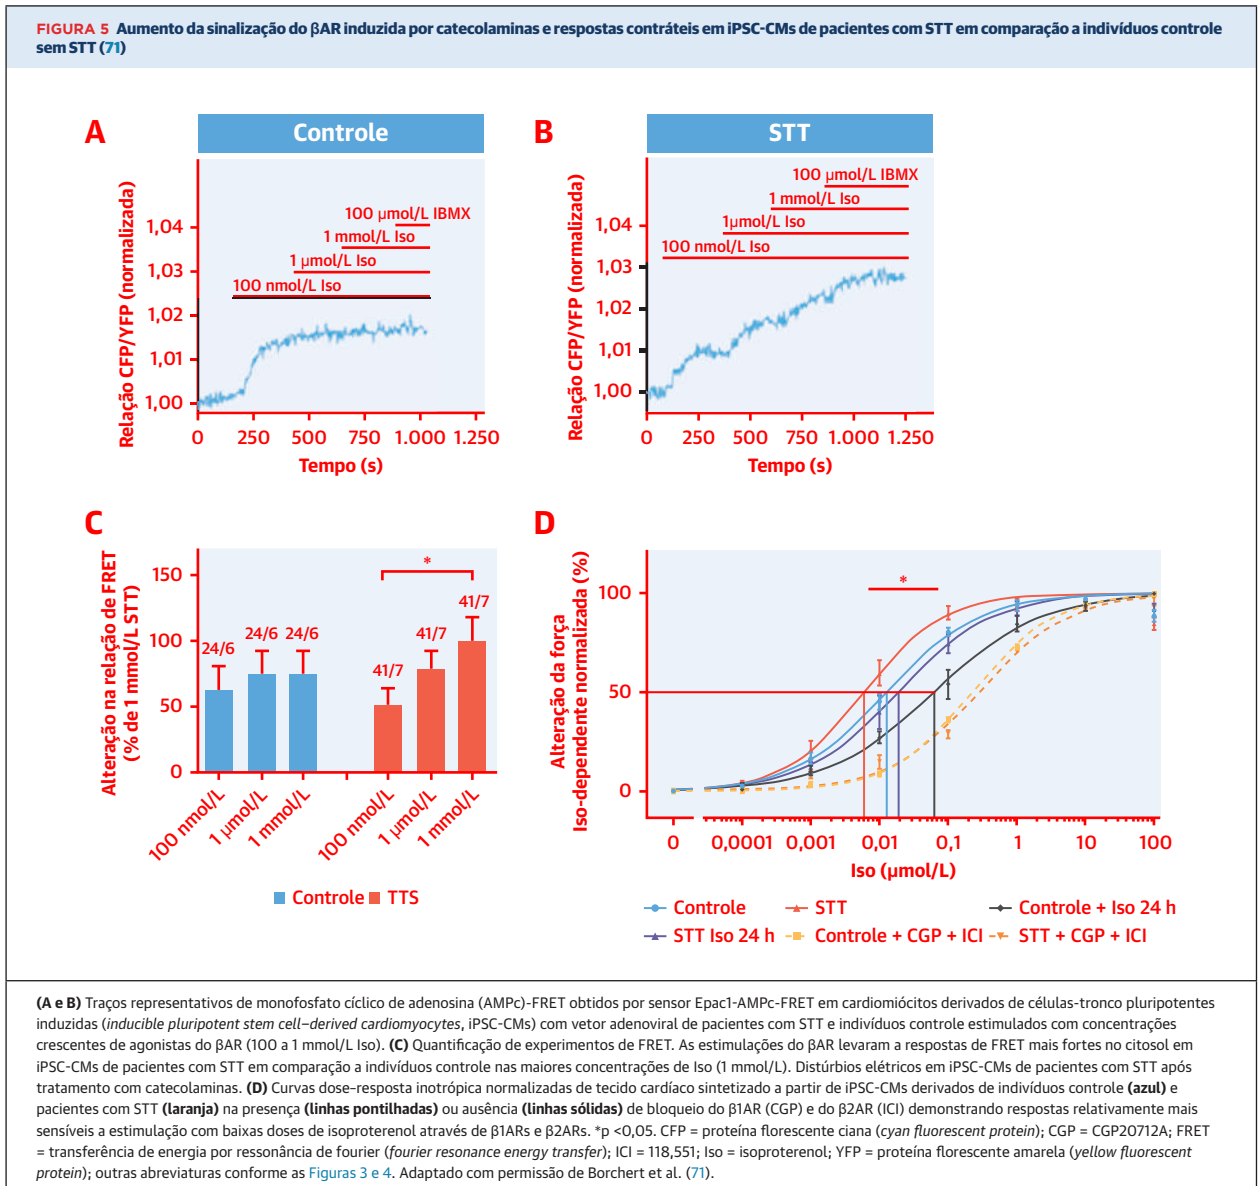 FIGURA 5 Aumento da sinalização do βAR induzida por catecolaminas e respostas contráteis em iPSC-CMs de pacientes com STT em comparação a indivíduos controle
sem STT (71)
A
Controle
Relação CFP/YFP (normalizada)
1,04
1,03
1,02
1,01
1,00
100 µmol/L IBMX
1 mmol/L Iso
1 µmol/L Iso
100 nmol/L Iso
0 250 500 750 1.000 1.250
Tempo (s)
B
STT
Relação CFP/YFP (normalizada)
1,04
1,03
1,02
1,01
1,00
100 µmol/L IBMX
1 mmol/L Iso
1µmol/L Iso
100 nmol/L Iso
0 250 500 750 1.000 1.250
Tempo (s)
C
Alteração na relação de FRET
(% de 1 mmol/L STT)
150
100
50
0
24/6 24/6 24/6
41/7 41/7 41/7
*
100 nmol/L 1 µmol/L 1 mmol/L 100 nmol/L 1 µmol/L 1 mmol/L
Controle TTS
D
Alteração da força
Iso-dependente normalizada (%)
100
50
0
*
0 0,0001 0,001 0,01 0,1 1 10 100
Iso (µmol/L)
Controle STT Controle + Iso 24 h
STT Iso 24 h Controle + CGP + ICI STT + CGP + ICI
(A e B) Traços representativos de monofosfato cíclico de adenosina (AMPc)-FRET obtidos por sensor Epac1-AMPc-FRET em cardiomiócitos derivados de células-tronco pluripotentes
induzidas (inducible pluripotent stem cell–derived cardiomyocytes, iPSC-CMs) com vetor adenoviral de pacientes com STT e indivíduos controle estimulados com concentrações
crescentes de agonistas do βAR (100 a 1 mmol/L Iso). (C) Quantificação de experimentos de FRET. As estimulações do βAR levaram a respostas de FRET mais fortes no citosol em
iPSC-CMs de pacientes com STT em comparação a indivíduos controle nas maiores concentrações de Iso (1 mmol/L). Distúrbios elétricos em iPSC-CMs de pacientes com STT após
tratamento com catecolaminas. (D) Curvas dose-resposta inotrópica normalizadas de tecido cardíaco sintetizado a partir de iPSC-CMs derivados de indivíduos controle (azul) e
pacientes com STT (laranja) na presença (linhas pontilhadas) ou ausência (linhas sólidas) de bloqueio do β1AR (CGP) e do β2AR (ICI) demonstrando respostas relativamente mais
sensíveis a estimulação com baixas doses de isoproterenol através de β1ARs e β2ARs. *p <0,05. CFP = proteína florescente ciana (cyan fluorescent protein); CGP = CGP20712A; FRET
= transferência de energia por ressonância de fourier (fourier resonance energy transfer); ICI = 118,551; Iso = isoproterenol; YFP = proteína florescente amarela (yellow fluorescent
protein); outras abreviaturas conforme as Figuras 3 e 4. Adaptado com permissão de Borchert et al. (71).